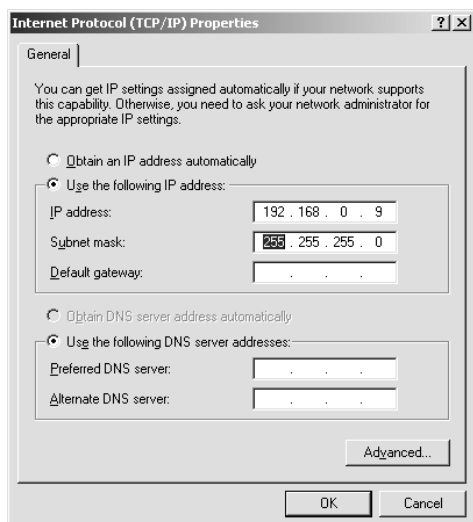 Internet Protocol (TCP/IP) Properties
General
You can get IP settings assigned automatically if your network supports
this capability. Otherwise, you need to ask your network administrator for
the appropriate IP settings.
Obtain an IP address automatically
Use the following IP address:
IP address: 192 . 168 . 0 . 9
Subnet mask: 255 . 255 . 255 . 0
Default gateway: . . .
Obtain DNS server address automatically
Use the following DNS server addresses:
Preferred DNS server: . . .
Alternate DNS server: . . .
Advanced...
OK Cancel